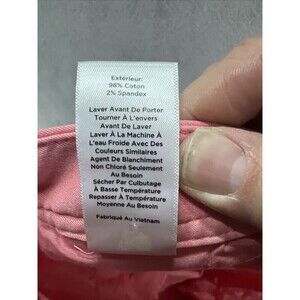 Extérieur:
98% Coton
2% Spandex
Laver Avant De Porter
Tourner À L'envers
Avant De Laver
Laver À La Machine À
L'eau Froide Avec Des
Couleurs Similaires
Agent De Blanchiment
Non Chloré Seulement
Au Besoin
Sécher Par Culbutage
À Basse Température
Repasser À Température
Moyenne Au Besoin
Fabriqué Au Vietnam